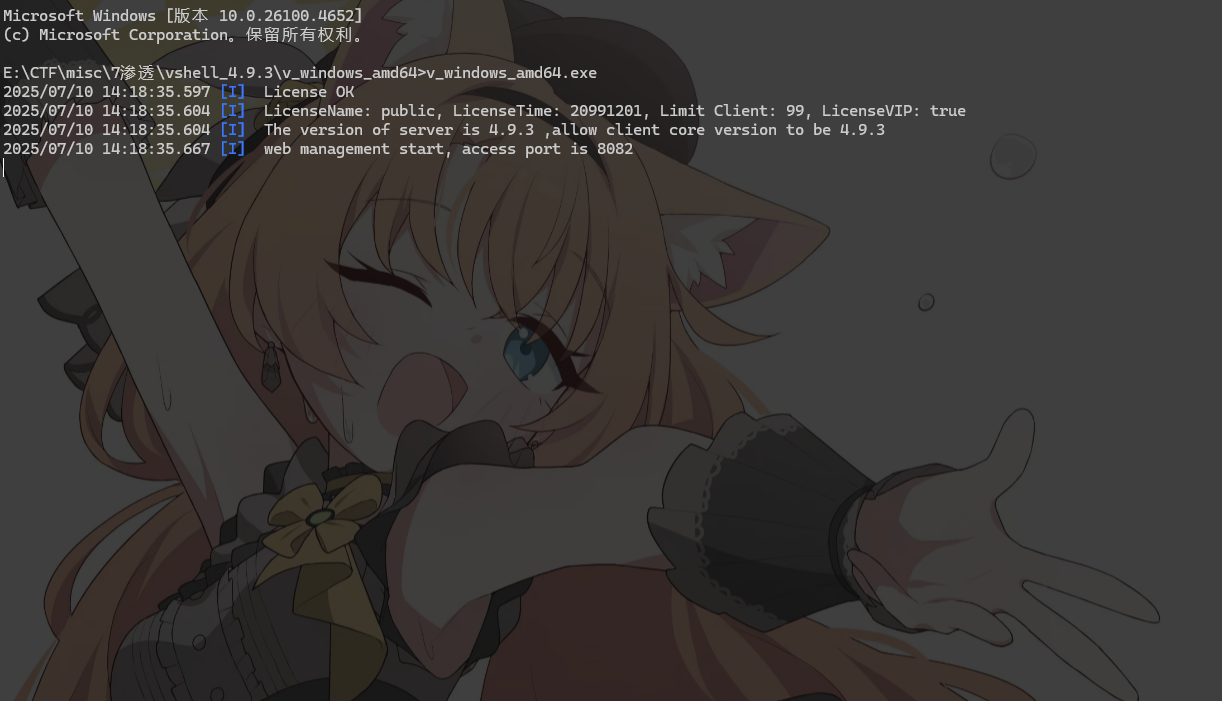 Microsoft Windows [版本 10.0.26100.4652]
(c) Microsoft Corporation。保留所有权利。
E:\CTF\misc\7渗透\vshell_4.9.3\v_windows_amd64>v_windows_amd64.exe
2025/07/10 14:18:35.597 [I]  License OK
2025/07/10 14:18:35.604 [I]  LicenseName: public, LicenseTime: 20991201, Limit Client: 99, LicenseVIP: true
2025/07/10 14:18:35.604 [I]  The version of server is 4.9.3 ,allow client core version to be 4.9.3
2025/07/10 14:18:35.667 [I]  web management start, access port is 8082